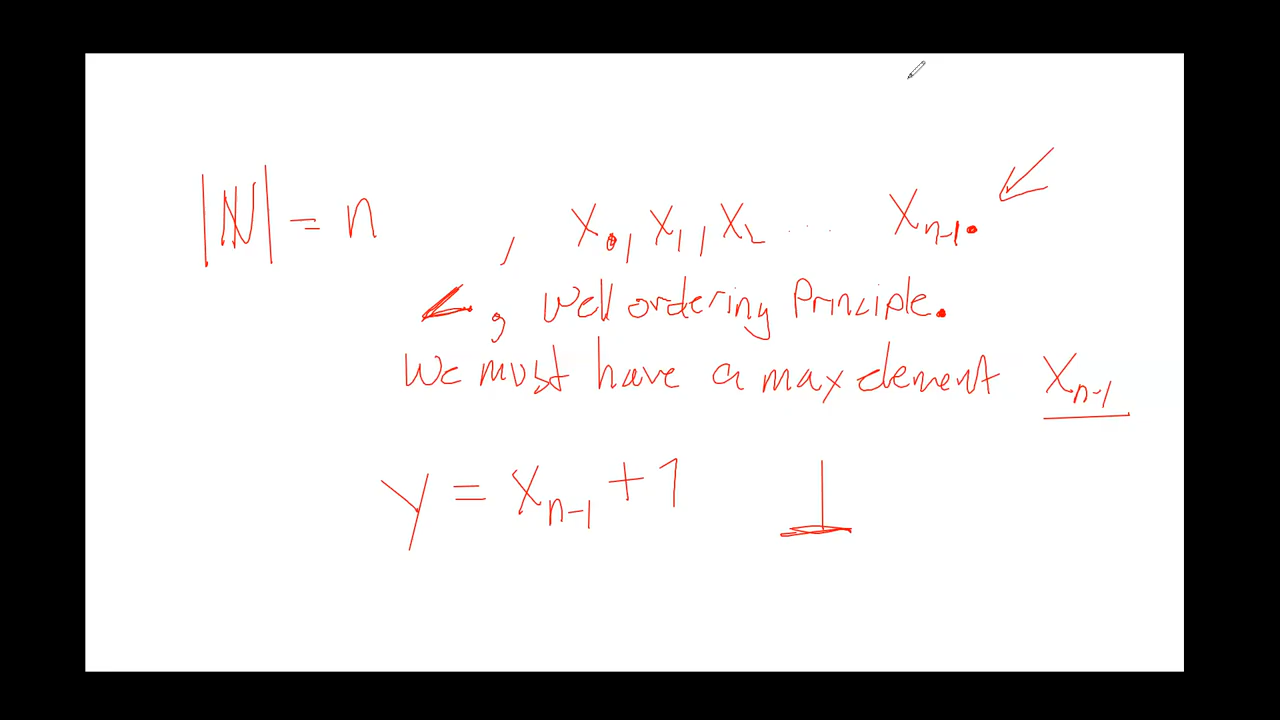 |ℕ| = n , x₀, x₁, x₂ ... xₙ₋₁.
<, Well ordering Principle.
We must have a max element xₙ₋₁
y = xₙ₋₁ + 1 ⊥